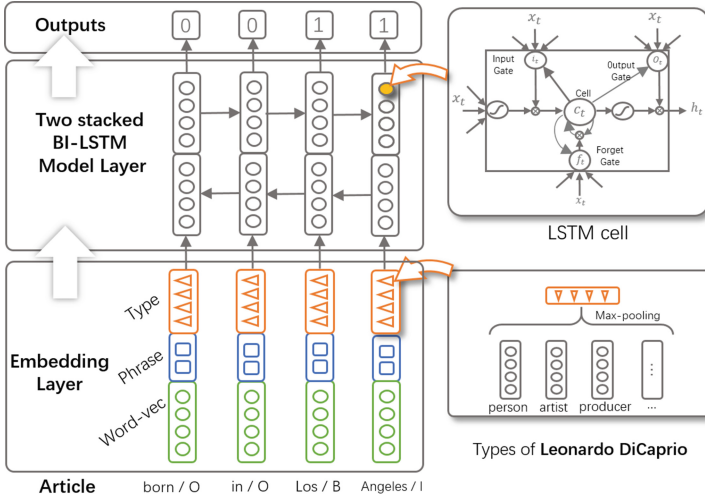 Outputs
0 0 1 1
Two stacked
BI-LSTM
Model Layer
Embedding
Layer
Type
Phrase
Word-vec
Article
born / O in / O Los / B Angeles / I
x_t x_t
Input
Gate
i_t
Output
Gate
o_t
x_t
Cell
c_t
h_t
Forget
Gate
f_t
x_t
LSTM cell
Max-pooling
person artist producer ...
Types of Leonardo DiCaprio